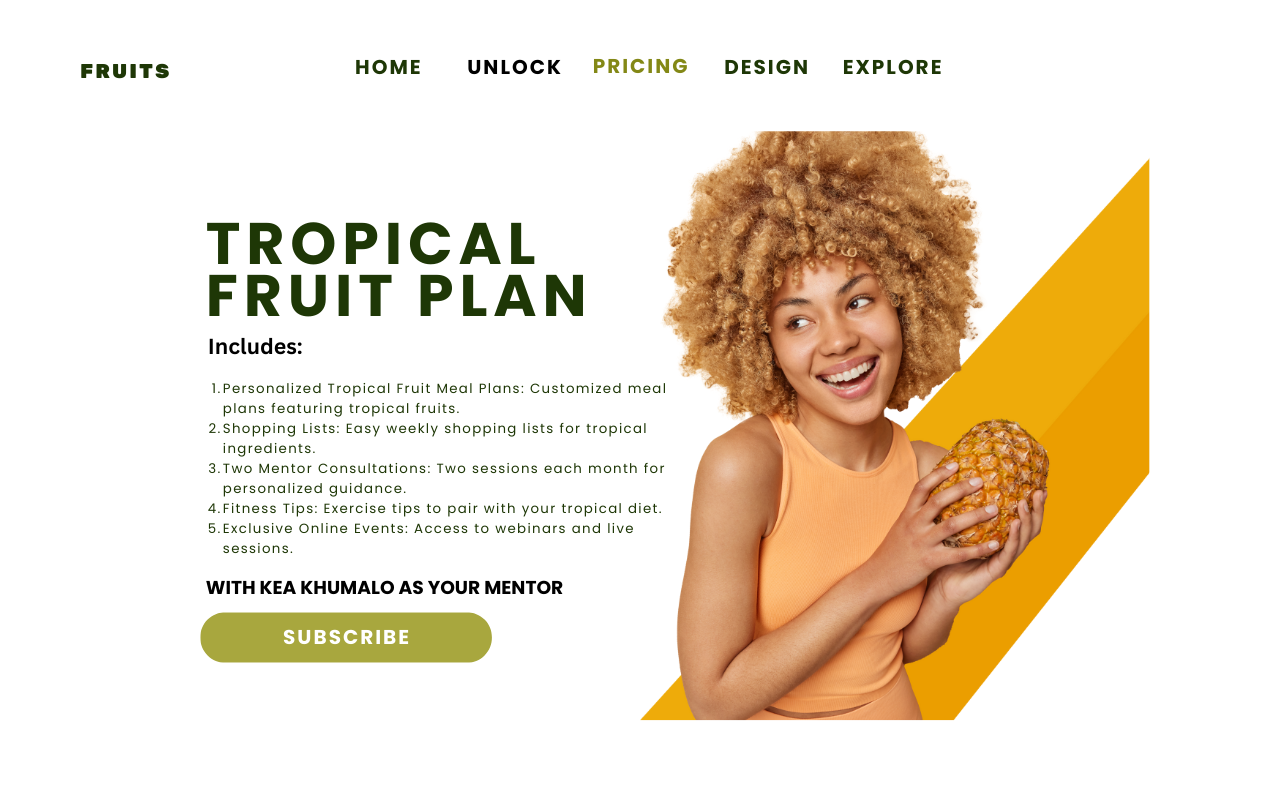 FRUITS
HOME UNLOCK PRICING DESIGN EXPLORE
TROPICAL
FRUIT PLAN
Includes:
1. Personalized Tropical Fruit Meal Plans: Customized meal
plans featuring tropical fruits.
2. Shopping Lists: Easy weekly shopping lists for tropical
ingredients.
3. Two Mentor Consultations: Two sessions each month for
personalized guidance.
4. Fitness Tips: Exercise tips to pair with your tropical diet.
5. Exclusive Online Events: Access to webinars and live
sessions.
WITH KEA KHUMALO AS YOUR MENTOR
SUBSCRIBE